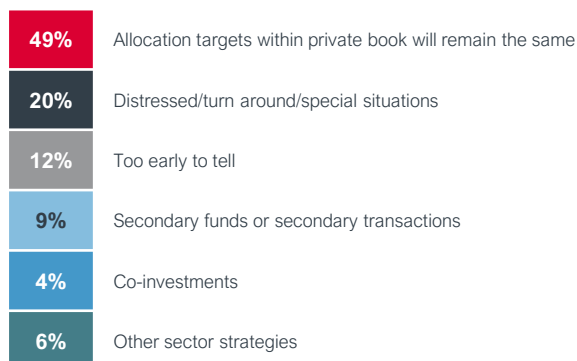 49% Allocation targets within private book will remain the same
20% Distressed/turn around/special situations
12% Too early to tell
9% Secondary funds or secondary transactions
4% Co-investments
6% Other sector strategies